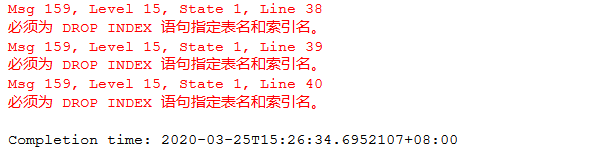 Msg 159, Level 15, State 1, Line 38
必须为 DROP INDEX 语句指定表名和索引名。
Msg 159, Level 15, State 1, Line 39
必须为 DROP INDEX 语句指定表名和索引名。
Msg 159, Level 15, State 1, Line 40
必须为 DROP INDEX 语句指定表名和索引名。
Completion time: 2020-03-25T15:26:34.6952107+08:00